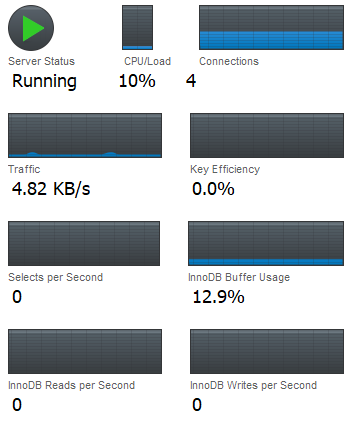 Server Status
Running
CPU/Load
10%
Connections
4
Traffic
4.82 KB/s
Key Efficiency
0.0%
Selects per Second
0
InnoDB Buffer Usage
12.9%
InnoDB Reads per Second
0
InnoDB Writes per Second
0